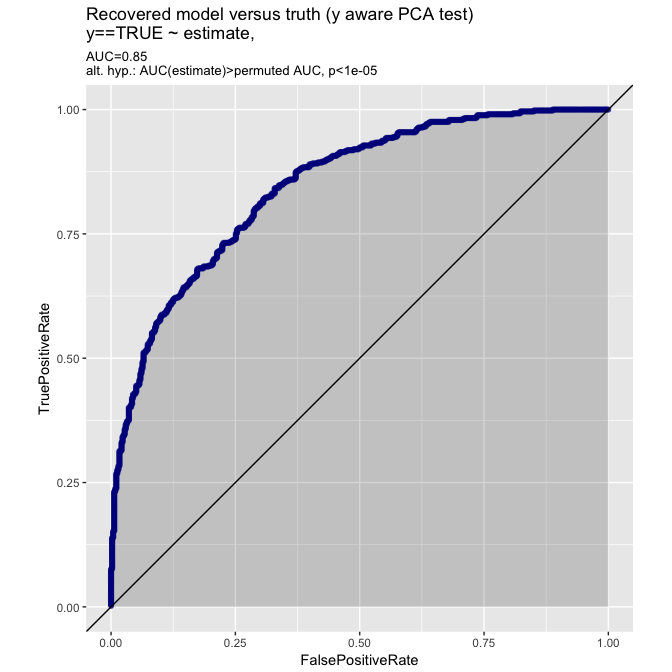 Recovered model versus truth (y aware PCA test)
y==TRUE ~ estimate,
AUC=0.85
alt. hyp.: AUC(estimate)>permuted AUC, p<1e-05
1.00
0.75
0.50
0.25
0.00
TruePositiveRate
0.00 0.25 0.50 0.75 1.00
FalsePositiveRate